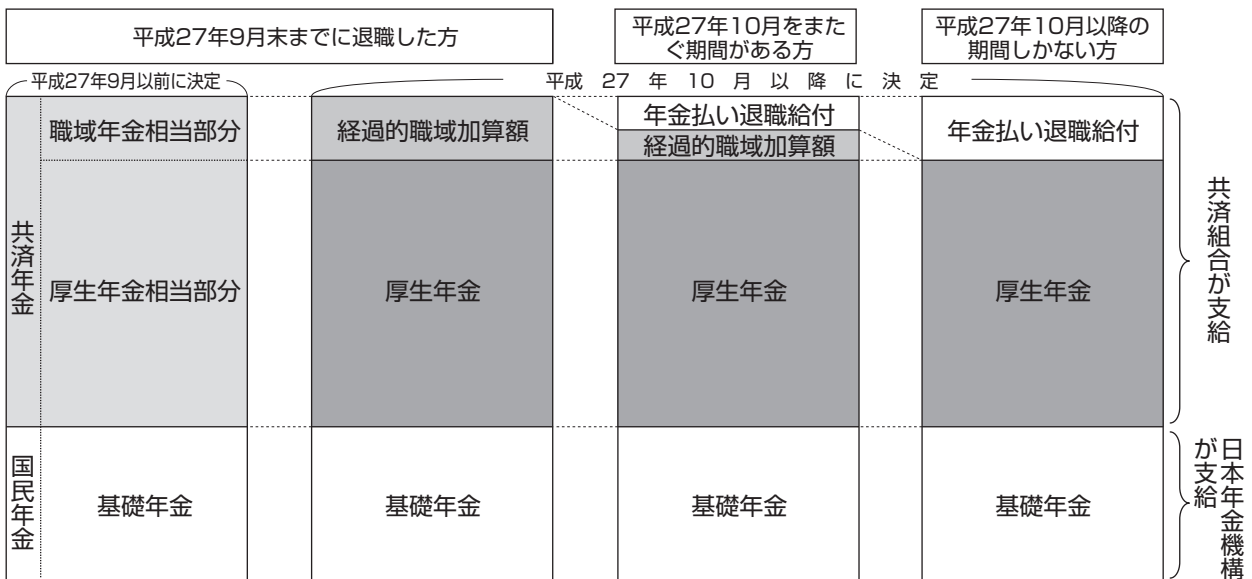 平成27年9月末までに退職した方
平成27年10月をまた
ぐ期間がある方
平成27年10月以降の
期間しかない方
平成27年9月以前に決定
平成27年10月以降に決定
共済年金
職域年金相当部分
経過的職域加算額
年金払い退職給付
経過的職域加算額
年金払い退職給付
厚生年金相当部分
厚生年金
厚生年金
厚生年金
共済組合が支給
国民年金
基礎年金
基礎年金
基礎年金
基礎年金
日本年金機構
が支給